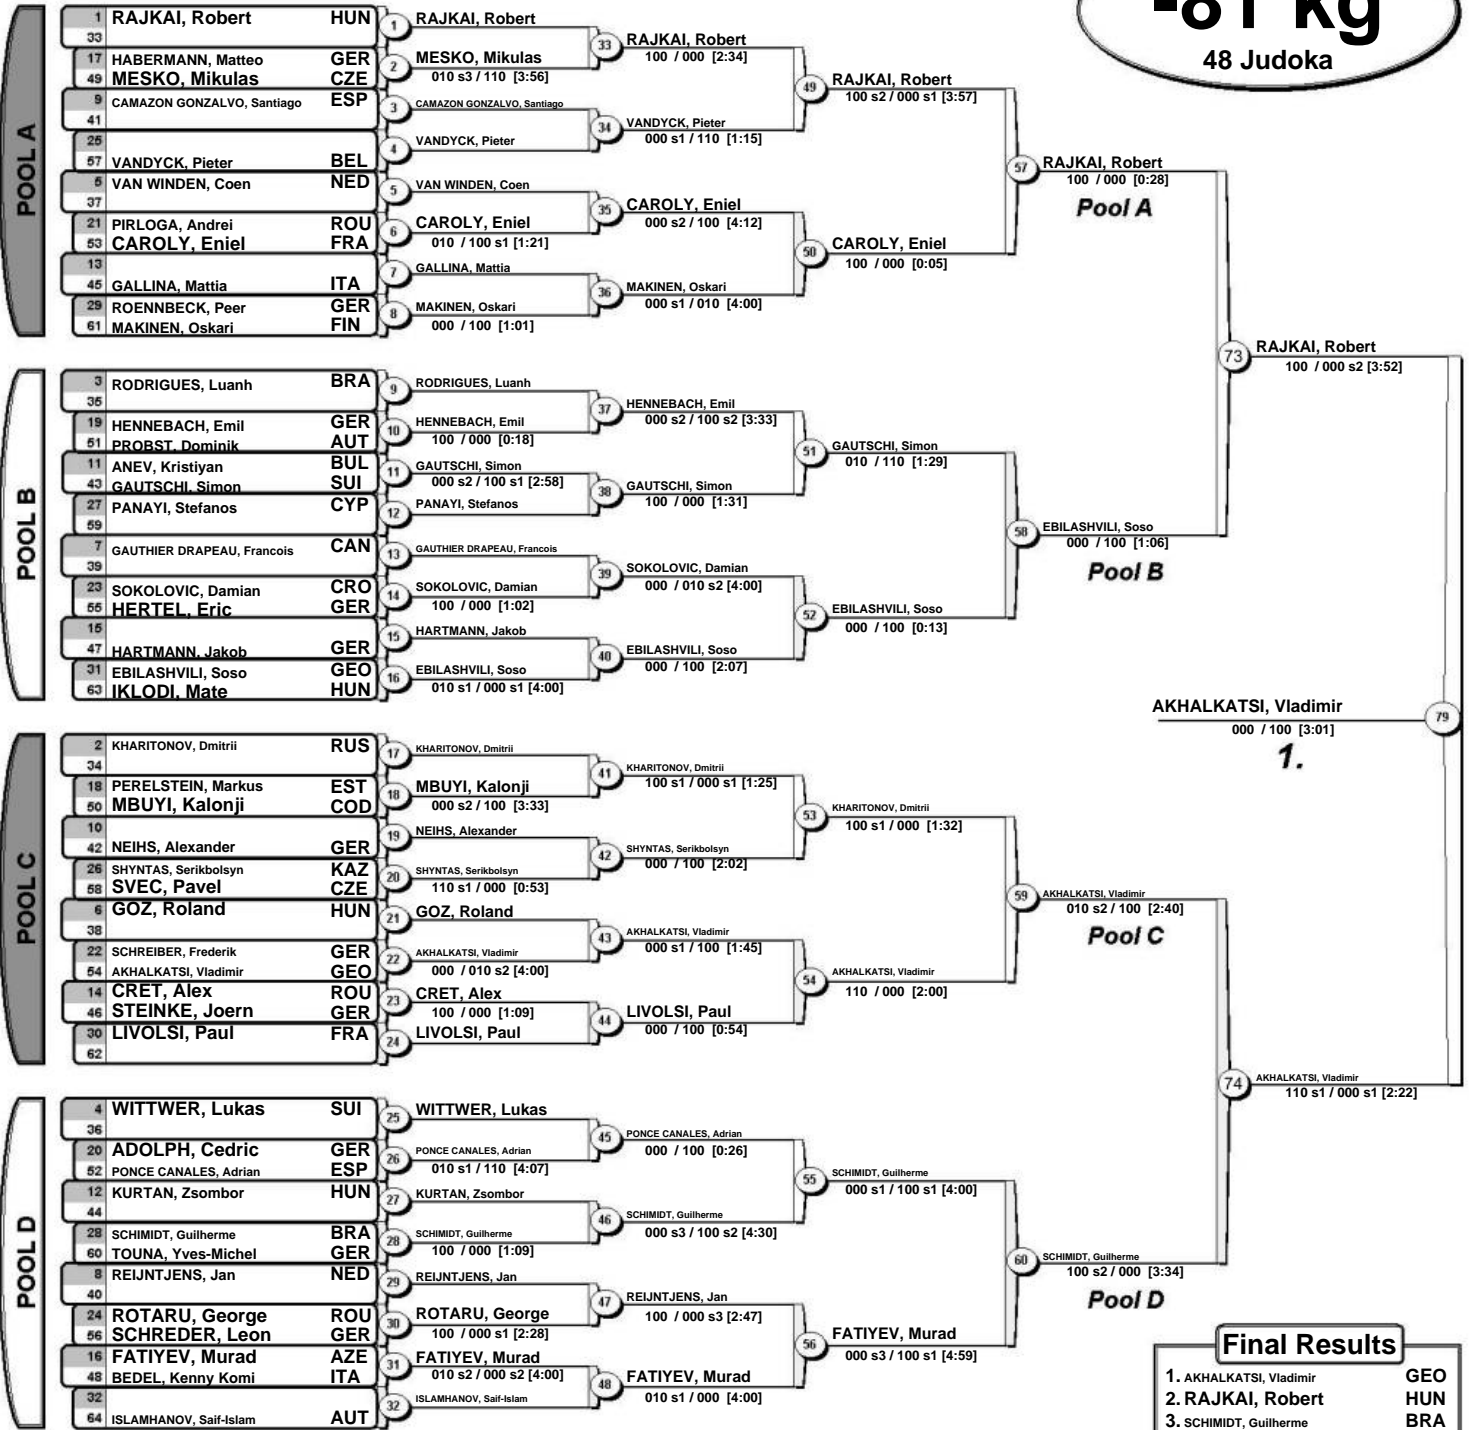 -81 kg
48 Judoka
POOL A
1 RAJKAI, Robert HUN
33
17 HABERMANN, Matteo GER
49 MESKO, Mikulas CZE
9 CAMAZON GONZALVO, Santiago ESP
41
25
57 VANDYCK, Pieter BEL
5 VAN WINDEN, Coen NED
37
21 PIRLOGA, Andrei ROU
53 CAROLY, Eniel FRA
13
45 GALLINA, Mattia ITA
29 ROENNBECK, Peer GER
61 MAKINEN, Oskari FIN
1 RAJKAI, Robert
2 MESKO, Mikulas
010 s3 / 110 [3:56]
3 CAMAZON GONZALVO, Santiago
4 VANDYCK, Pieter
5 VAN WINDEN, Coen
6 CAROLY, Eniel
010 / 100 s1 [1:21]
7 GALLINA, Mattia
8 MAKINEN, Oskari
000 / 100 [1:01]
33 RAJKAI, Robert
100 / 000 [2:34]
34 VANDYCK, Pieter
000 s1 / 110 [1:15]
35 CAROLY, Eniel
000 s2 / 100 [4:12]
36 MAKINEN, Oskari
000 s1 / 010 [4:00]
49 RAJKAI, Robert
100 s2 / 000 s1 [3:57]
50 CAROLY, Eniel
100 / 000 [0:05]
57 RAJKAI, Robert
100 / 000 [0:28]
Pool A
POOL B
3 RODRIGUES, Luanh BRA
35
19 HENNEBACH, Emil GER
51 PROBST, Dominik AUT
11 ANEV, Kristiyan BUL
43 GAUTSCHI, Simon SUI
27 PANAYI, Stefanos CYP
59
7 GAUTHIER DRAPEAU, Francois CAN
39
23 SOKOLOVIC, Damian CRO
55 HERTEL, Eric GER
15
47 HARTMANN, Jakob GER
31 EBILASHVILI, Soso GEO
63 IKLODI, Mate HUN
9 RODRIGUES, Luanh
10 HENNEBACH, Emil
100 / 000 [0:18]
11 GAUTSCHI, Simon
000 s2 / 100 s1 [2:58]
12 PANAYI, Stefanos
13 GAUTHIER DRAPEAU, Francois
14 SOKOLOVIC, Damian
100 / 000 [1:02]
15 HARTMANN, Jakob
16 EBILASHVILI, Soso
010 s1 / 000 s1 [4:00]
37 HENNEBACH, Emil
000 s2 / 100 s2 [3:33]
38 GAUTSCHI, Simon
100 / 000 [1:31]
39 SOKOLOVIC, Damian
000 / 010 s2 [4:00]
40 EBILASHVILI, Soso
000 / 100 [2:07]
51 GAUTSCHI, Simon
010 / 110 [1:29]
52 EBILASHVILI, Soso
000 / 100 [0:13]
58 EBILASHVILI, Soso
000 / 100 [1:06]
Pool B
73 RAJKAI, Robert
100 / 000 s2 [3:52]
AKHALKATSI, Vladimir 79
000 / 100 [3:01]
1.
POOL C
2 KHARITONOV, Dmitrii RUS
34
18 PERELSTEIN, Markus EST
50 MBUYI, Kalonji COD
10
42 NEIHS, Alexander GER
26 SHYNTAS, Serikbolsyn KAZ
58 SVEC, Pavel CZE
6 GOZ, Roland HUN
38
22 SCHREIBER, Frederik GER
54 AKHALKATSI, Vladimir GEO
14 CRET, Alex ROU
46 STEINKE, Joern GER
30 LIVOLSI, Paul FRA
62
17 KHARITONOV, Dmitrii
18 MBUYI, Kalonji
000 s2 / 100 [3:33]
19 NEIHS, Alexander
20 SHYNTAS, Serikbolsyn
110 s1 / 000 [0:53]
21 GOZ, Roland
22 AKHALKATSI, Vladimir
000 / 010 s2 [4:00]
23 CRET, Alex
100 / 000 [1:09]
24 LIVOLSI, Paul
41 KHARITONOV, Dmitrii
100 s1 / 000 s1 [1:25]
42 SHYNTAS, Serikbolsyn
000 / 100 [2:02]
43 AKHALKATSI, Vladimir
000 s1 / 100 [1:45]
44 LIVOLSI, Paul
000 / 100 [0:54]
53 KHARITONOV, Dmitrii
100 s1 / 000 [1:32]
54 AKHALKATSI, Vladimir
110 / 000 [2:00]
59 AKHALKATSI, Vladimir
010 s2 / 100 [2:40]
Pool C
74 AKHALKATSI, Vladimir
110 s1 / 000 s1 [2:22]
POOL D
4 WITTWER, Lukas SUI
36
20 ADOLPH, Cedric GER
52 PONCE CANALES, Adrian ESP
12 KURTAN, Zsombor HUN
44
28 SCHIMIDT, Guilherme BRA
60 TOUNA, Yves-Michel GER
8 REIJNTJENS, Jan NED
40
24 ROTARU, George ROU
56 SCHREDER, Leon GER
16 FATIYEV, Murad AZE
48 BEDEL, Kenny Komi ITA
32
64 ISLAMHANOV, Saif-Islam AUT
25 WITTWER, Lukas
26 PONCE CANALES, Adrian
010 s1 / 110 [4:07]
27 KURTAN, Zsombor
28 SCHIMIDT, Guilherme
100 / 000 [1:09]
29 REIJNTJENS, Jan
30 ROTARU, George
100 / 000 s1 [2:28]
31 FATIYEV, Murad
010 s2 / 000 s2 [4:00]
32 ISLAMHANOV, Saif-Islam
45 PONCE CANALES, Adrian
000 / 100 [0:26]
46 SCHIMIDT, Guilherme
000 s3 / 100 s2 [4:30]
47 REIJNTJENS, Jan
100 / 000 s3 [2:47]
48 FATIYEV, Murad
010 s1 / 000 [4:00]
55 SCHIMIDT, Guilherme
000 s1 / 100 s1 [4:00]
56 FATIYEV, Murad
000 s3 / 100 s1 [4:59]
60 SCHIMIDT, Guilherme
100 s2 / 000 [3:34]
Pool D
Final Results
1. AKHALKATSI, Vladimir GEO
2. RAJKAI, Robert HUN
3. SCHIMIDT, Guilherme BRA